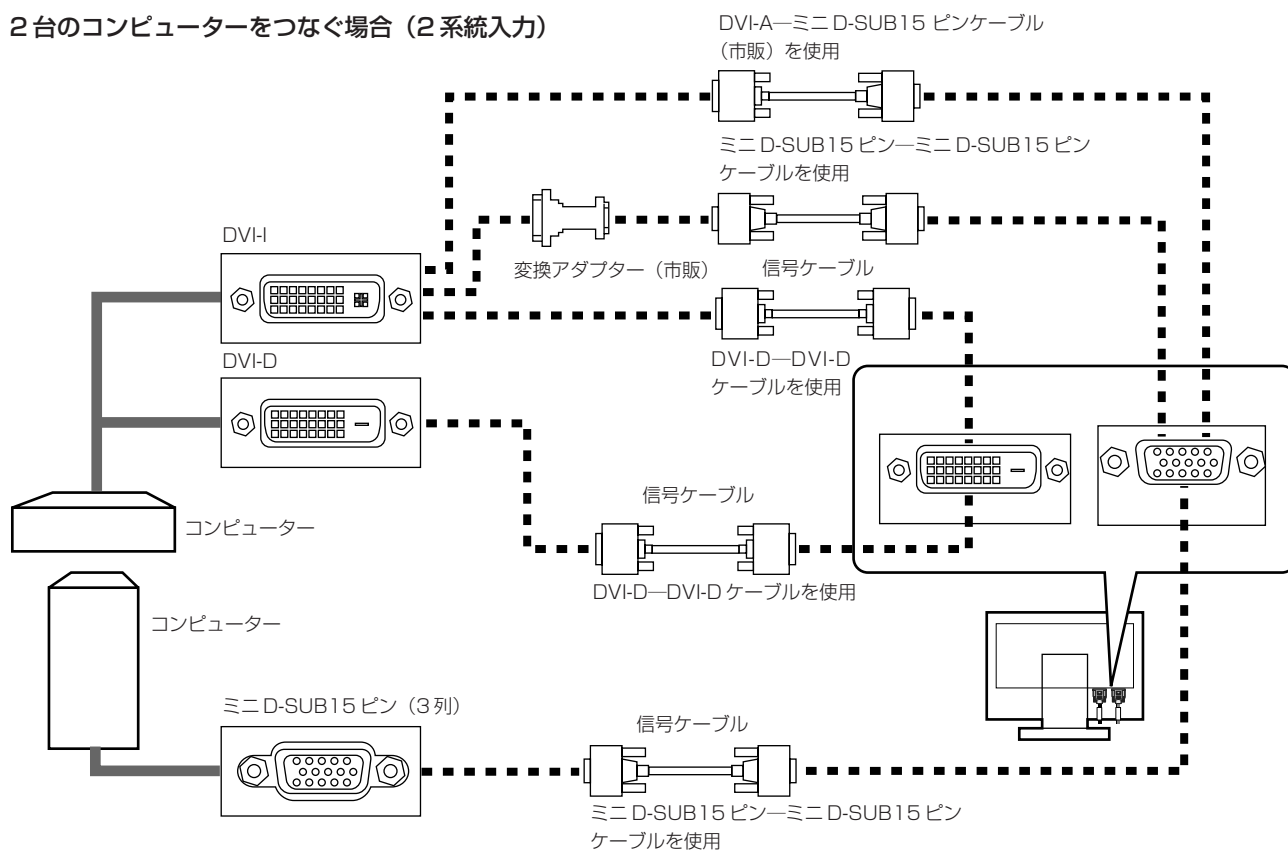 2台のコンピューターをつなぐ場合（2系統入力）
DVI-A―ミニD-SUB15 ピンケーブル
（市販）を使用
ミニD-SUB15 ピン―ミニD-SUB15 ピン
ケーブルを使用
DVI-I
変換アダプター（市販）
信号ケーブル
DVI-D―DVI-D
ケーブルを使用
DVI-D
信号ケーブル
コンピューター
DVI-D―DVI-D ケーブルを使用
コンピューター
ミニD-SUB15 ピン（3列）
信号ケーブル
ミニD-SUB15 ピン―ミニD-SUB15 ピン
ケーブルを使用